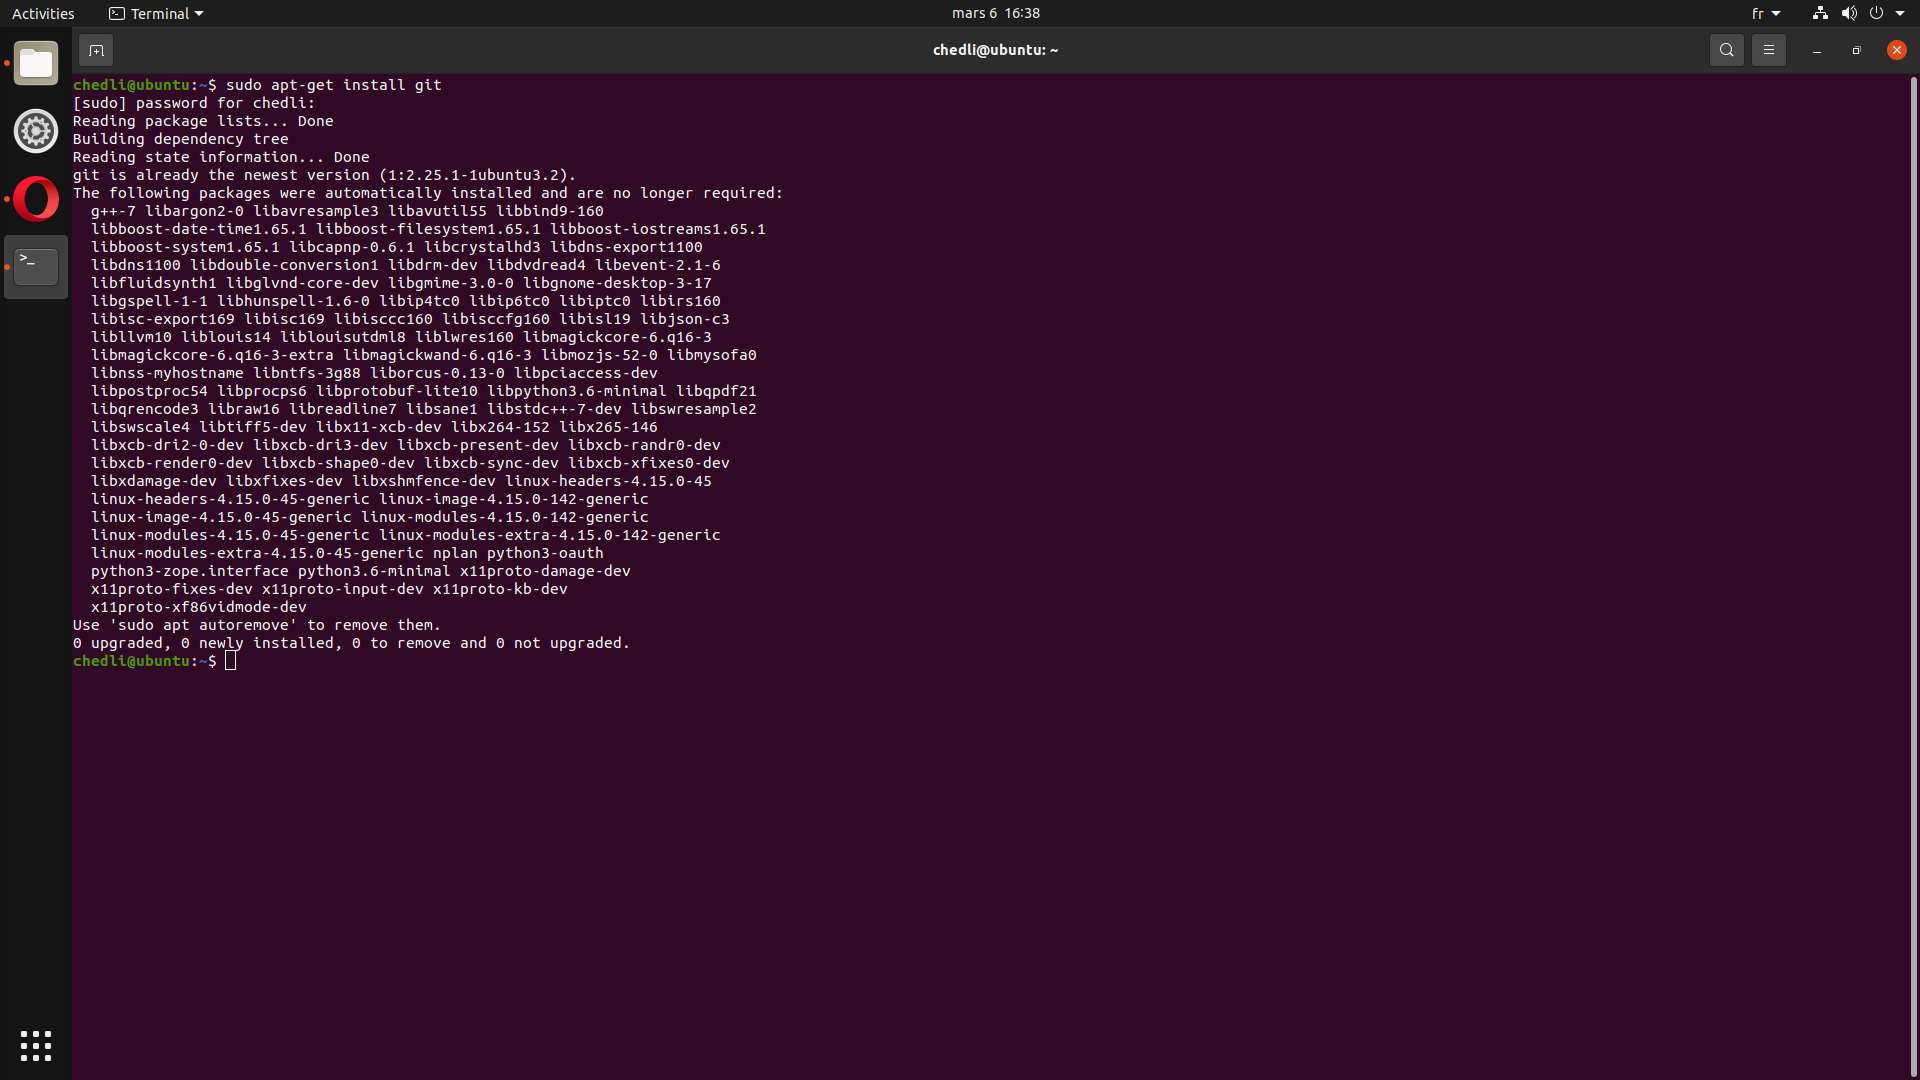 Activities Terminal mars 6 16:38 fr
chedli@ubuntu: ~
chedli@ubuntu:~$ sudo apt-get install git
[sudo] password for chedli:
Reading package lists... Done
Building dependency tree
Reading state information... Done
git is already the newest version (1:2.25.1-1ubuntu3.2).
The following packages were automatically installed and are no longer required:
  g++-7 libargon2-0 libavresample3 libavutil55 libbind9-160
  libboost-date-time1.65.1 libboost-filesystem1.65.1 libboost-iostreams1.65.1
  libboost-system1.65.1 libcapnp-0.6.1 libcrystalhd3 libdns-export1100
  libdns1100 libdouble-conversion1 libdrm-dev libdvdread4 libevent-2.1-6
  libfluidsynth1 libglvnd-core-dev libgmime-3.0-0 libgnome-desktop-3-17
  libgspell-1-1 libhunspell-1.6-0 libip4tc0 libip6tc0 libiptc0 libirs160
  libisc-export169 libisc169 libisccc160 libisccfg160 libisl19 libjson-c3
  libllvm10 liblouis14 liblouisutdml8 liblwres160 libmagickcore-6.q16-3
  libmagickcore-6.q16-3-extra libmagickwand-6.q16-3 libmozjs-52-0 libmysofa0
  libnss-myhostname libntfs-3g88 liborcus-0.13-0 libpciaccess-dev
  libpostproc54 libprocps6 libprotobuf-lite10 libpython3.6-minimal libqpdf21
  libqrencode3 libraw16 libreadline7 libsane1 libstdc++-7-dev libswresample2
  libswscale4 libtiff5-dev libx11-xcb-dev libx264-152 libx265-146
  libxcb-dri2-0-dev libxcb-dri3-dev libxcb-present-dev libxcb-randr0-dev
  libxcb-render0-dev libxcb-shape0-dev libxcb-sync-dev libxcb-xfixes0-dev
  libxdamage-dev libxfixes-dev libxshmfence-dev linux-headers-4.15.0-45
  linux-headers-4.15.0-45-generic linux-image-4.15.0-142-generic
  linux-image-4.15.0-45-generic linux-modules-4.15.0-142-generic
  linux-modules-4.15.0-45-generic linux-modules-extra-4.15.0-142-generic
  linux-modules-extra-4.15.0-45-generic nplan python3-oauth
  python3-zope.interface python3.6-minimal x11proto-damage-dev
  x11proto-fixes-dev x11proto-input-dev x11proto-kb-dev
  x11proto-xf86vidmode-dev
Use 'sudo apt autoremove' to remove them.
0 upgraded, 0 newly installed, 0 to remove and 0 not upgraded.
chedli@ubuntu:~$